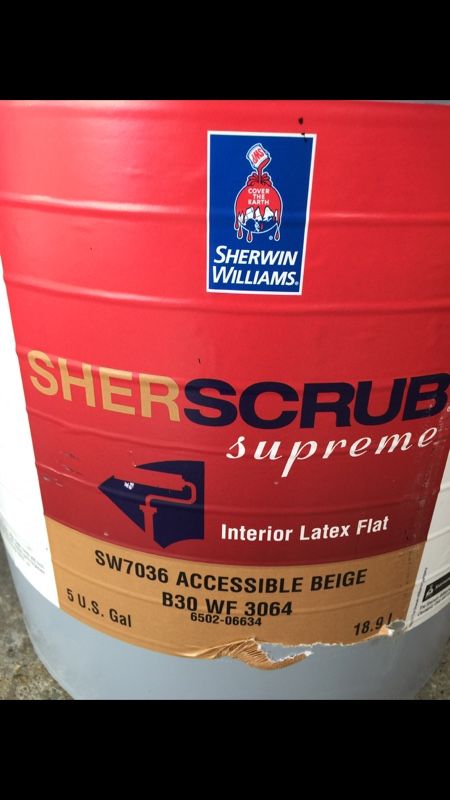 SWS
COVER
THE
EARTH
SHERWIN
WILLIAMS.
SHERSCRUB
supreme
Interior Latex Flat
SW7036 ACCESSIBLE BEIGE
5 U.S. Gal
B30 WF 3064
6502-06634
18.9 l